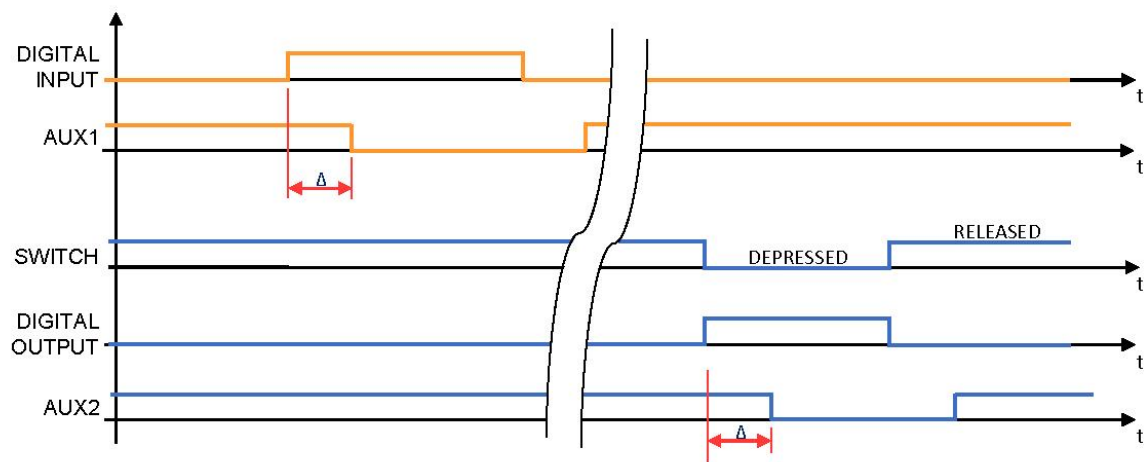 DIGITAL
INPUT
t
AUX1
t
Δ
SWITCH
DEPRESSED
RELEASED
t
DIGITAL
OUTPUT
t
AUX2
t
Δ